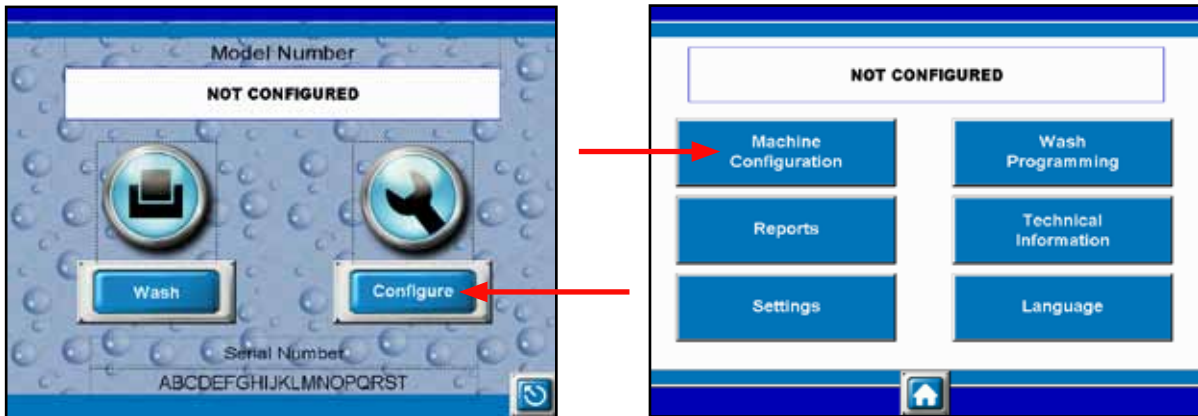 Model Number
NOT CONFIGURED
Wash
Configure
Serial Number
ABCDEFGHIJKLMNOPQRST
NOT CONFIGURED
Machine
Configuration
Wash
Programming
Reports
Technical
Information
Settings
Language